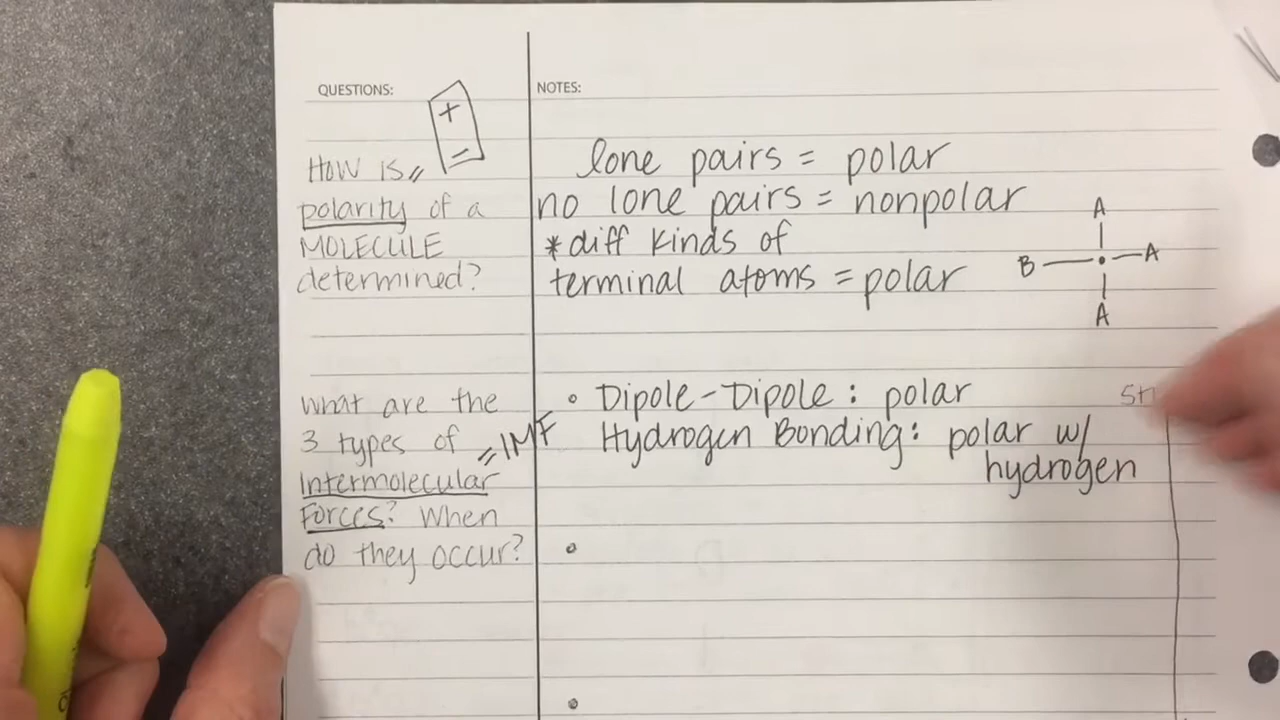 QUESTIONS:
NOTES:
+
-
How is
polarity of a
MOLECULE
determined?
lone pairs = polar
no lone pairs = nonpolar
*diff kinds of
terminal atoms = polar
A
B
A
A
What are the
3 types of = IMF
Intermolecular
Forces? When
do they occur?
Dipole-Dipole: polar
Hydrogen Bonding: polar w/
hydrogen